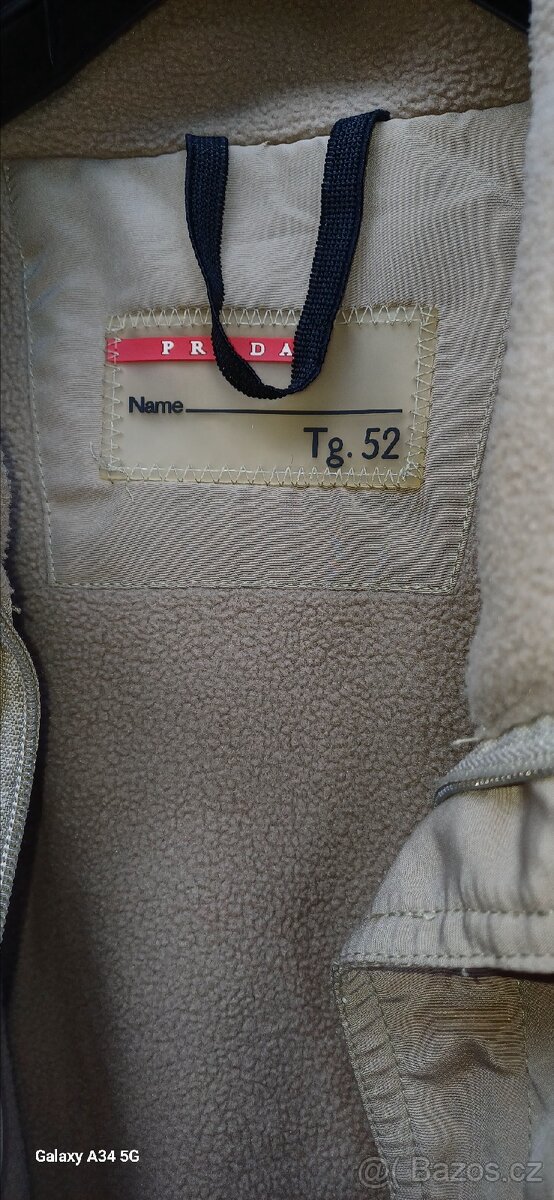 PR DA
Name
Tg. 52
Galaxy A34 5G
@ Bazos.cz